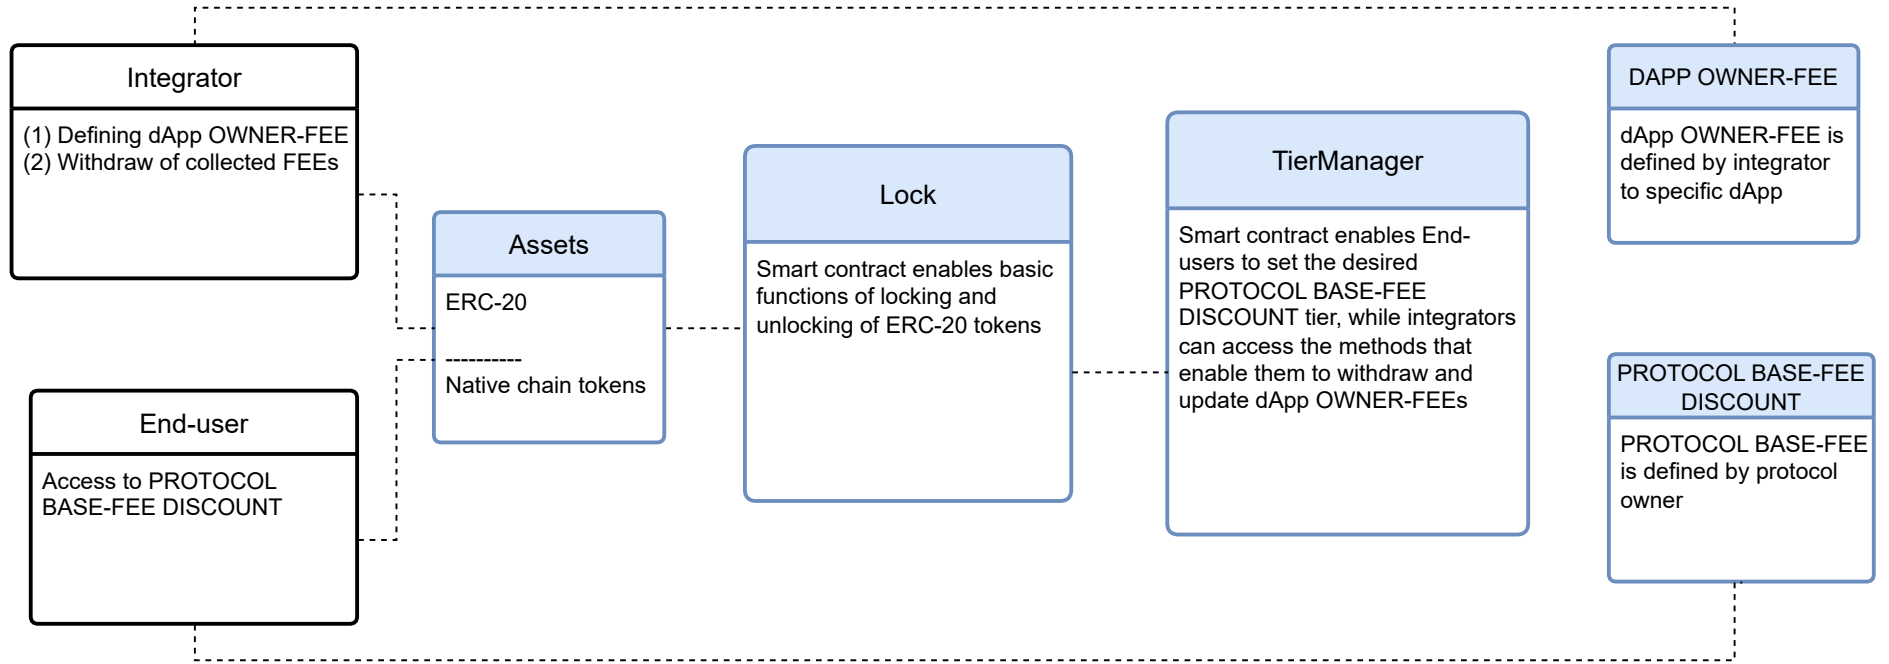 Integrator
(1) Defining dApp OWNER-FEE
(2) Withdraw of collected FEEs
End-user
Access to PROTOCOL
BASE-FEE DISCOUNT
Assets
ERC-20
----------
Native chain tokens
Lock
Smart contract enables basic
functions of locking and
unlocking of ERC-20 tokens
TierManager
Smart contract enables End-
users to set the desired
PROTOCOL BASE-FEE
DISCOUNT tier, while integrators
can access the methods that
enable them to withdraw and
update dApp OWNER-FEEs
DAPP OWNER-FEE
dApp OWNER-FEE is
defined by integrator
to specific dApp
PROTOCOL BASE-FEE
DISCOUNT
PROTOCOL BASE-FEE
is defined by protocol
owner